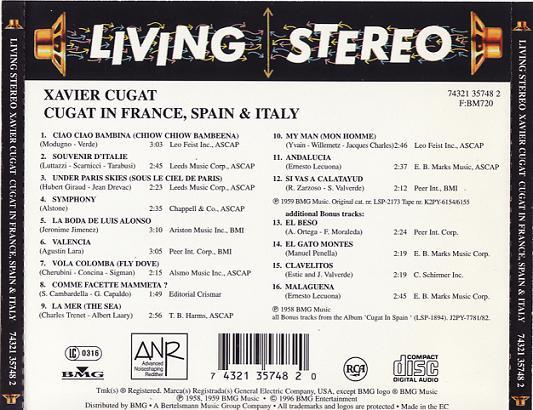 LIVING STEREO
LIVING STEREO XAVIER CUGAT CUGAT IN FRANCE, SPAIN & ITALY
74321 35748 2
XAVIER CUGAT
CUGAT IN FRANCE, SPAIN & ITALY
74321 35748 2
F:BM720
1. CIAO CIAO BAMBINA (CHIOW CHIOW BAMBEENA)
(Modugno - Verde) 3:03 Leo Feist Inc., ASCAP
2. SOUVENIR D'ITALIE
(Luttazzi - Scarnicci - Tarabusi) 2:45 Leeds Music Corp., ASCAP
3. UNDER PARIS SKIES (SOUS LE CIEL DE PARIS)
(Hubert Giraud - Jean Drevac) 2:23 Leeds Music Corp., ASCAP
4. SYMPHONY
(Alstone) 2:35 Chappell & Co., ASCAP
5. LA BODA DE LUIS ALONSO
(Jeronime Jimenez) 3:10 Ariston Music Inc., BMI
6. VALENCIA
(Agustin Lara) 3:05 Peer Int. Corp., BMI
7. VOLA COLOMBA (FLY DOVE)
(Cherubini - Concina - Sigman) 2:15 Alsmo Music Inc., ASCAP
8. COMME FACETTE MAMMETA ?
(S. Cambardella - G. Capaldo) 1:49 Editorial Crismar
9. LA MER (THE SEA)
(Charles Trenet - Albert Laary) 2:56 T.B. Harms, ASCAP
10. MY MAN (MON HOMME)
(Yvain - Willemetz - Jacques Charles) 2:46 Leo Feist Inc., ASCAP
11. ANDALUCIA
(Ernesto Lecuona) 2:37 E. B. Marks Music, ASCAP
12. SI VAS A CALATAYUD
(R. Zarzoso - S. Valverde) 2:12 Peer Int., BMI
℗ 1959 BMG Music. Original cat. nr. LSP-2173 Tape nr. K2PY-6154/6155
additional Bonus tracks:
13. EL BESO
(A. Ortega - F. Moraleda) 2:24 Peer Int. Corp.
14. EL GATO MONTES
(Manuel Penella) 2:19 E. B. Marks Music Corp.
15. CLAVELITOS
(Estic and J. Valverde) 2:19 C. Schirmer Inc.
16. MALAGUENA
(Ernesto Lecuona) 2:45 E. B. Marks Music Corp.
℗ 1958 BMG Music
all Bonus tracks from the Album 'Cugat In Spain ' (LSP-1894). J2PY-7781/82.
LC 0316
BMG
ANR
Advanced
Noiseshaping
Redither
7 43213 57482 0
RCA
COMPACT
disc
DIGITAL AUDIO
Tmk(s) ® Registered. Marca(s) Registrada(s) General Electric Company, USA, except BMG logo ® BMG Music
℗ 1958, 1959 BMG Music • © 1996 BMG Entertainment
Distributed by BMG • A Bertelsmann Music Group Company • All trademarks and logos are protected • Made in the EC
LIVING STEREO XAVIER CUGAT CUGAT IN FRANCE, SPAIN & ITALY
74321 35748 2